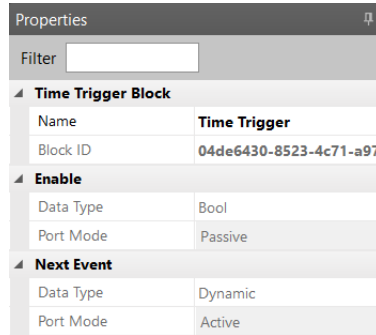 Properties
Filter
Time Trigger Block
Name Time Trigger
Block ID 04de6430-8523-4c71-a97
Enable
Data Type Bool
Port Mode Passive
Next Event
Data Type Dynamic
Port Mode Active